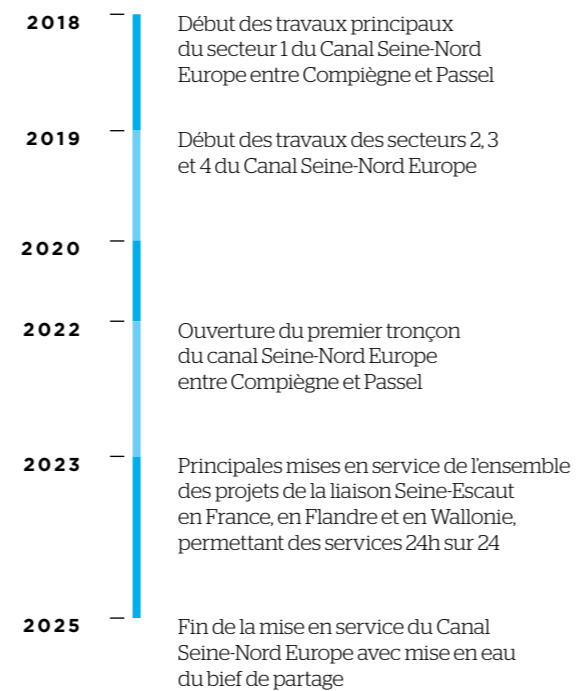 2018
Début des travaux principaux
du secteur 1 du Canal Seine-Nord
Europe entre Compiègne et Passel
2019
Début des travaux des secteurs 2, 3
et 4 du Canal Seine-Nord Europe
2020
2022
Ouverture du premier tronçon
du canal Seine-Nord Europe
entre Compiègne et Passel
2023
Principales mises en service de l'ensemble
des projets de la liaison Seine-Escaut
en France, en Flandre et en Wallonie,
permettant des services 24h sur 24
2025
Fin de la mise en service du Canal
Seine-Nord Europe avec mise en eau
du bief de partage